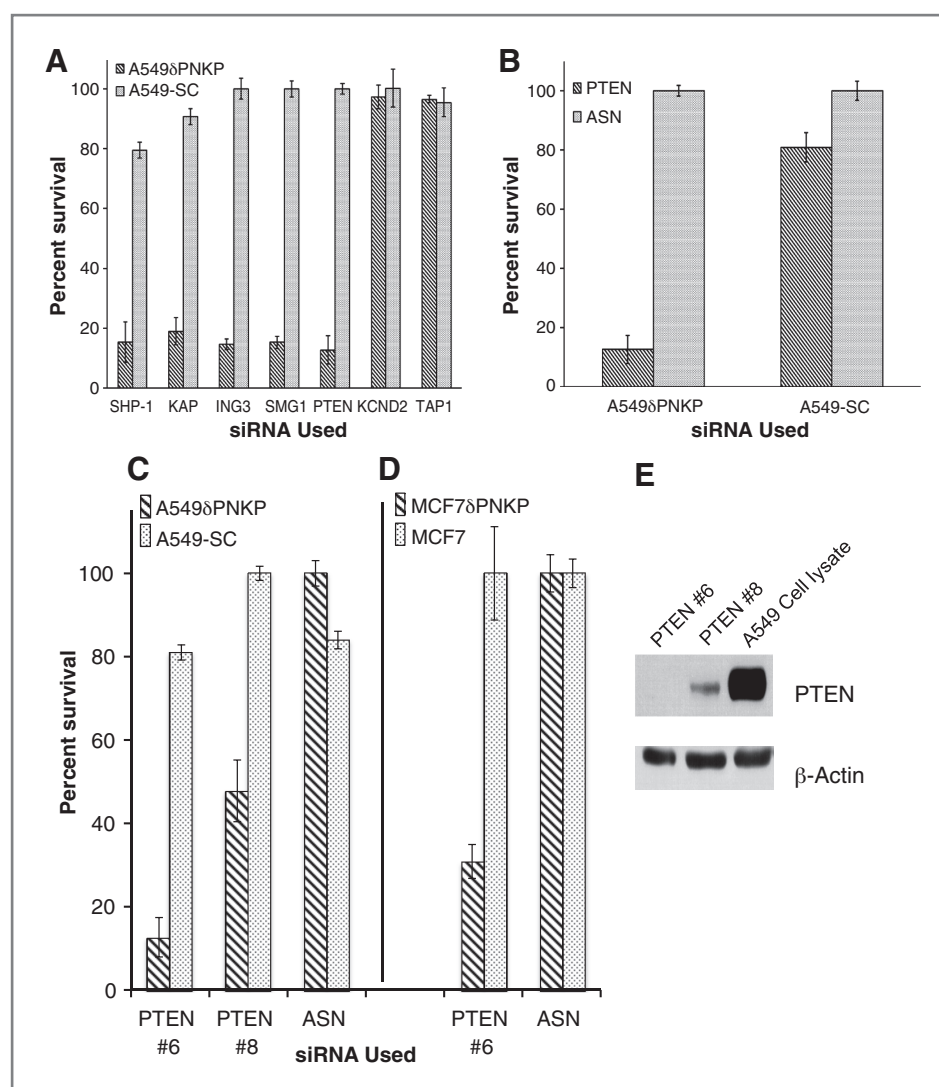 A
A549δPNKP
A549-SC
Percent survival
100
80
60
40
20
0
SHP-1 KAP ING3 SMG1 PTEN KCND2 TAP1
siRNA Used
B
PTEN
ASN
Percent survival
100
80
60
40
20
0
A549δPNKP A549-SC
siRNA Used
C
A549δPNKP
A549-SC
Percent survival
100
80
60
40
20
0
PTEN #6
PTEN #8
ASN
D
MCF7δPNKP
MCF7
PTEN #6
ASN
siRNA Used
E
PTEN #6
PTEN #8
A549 Cell lysate
PTEN
β-Actin